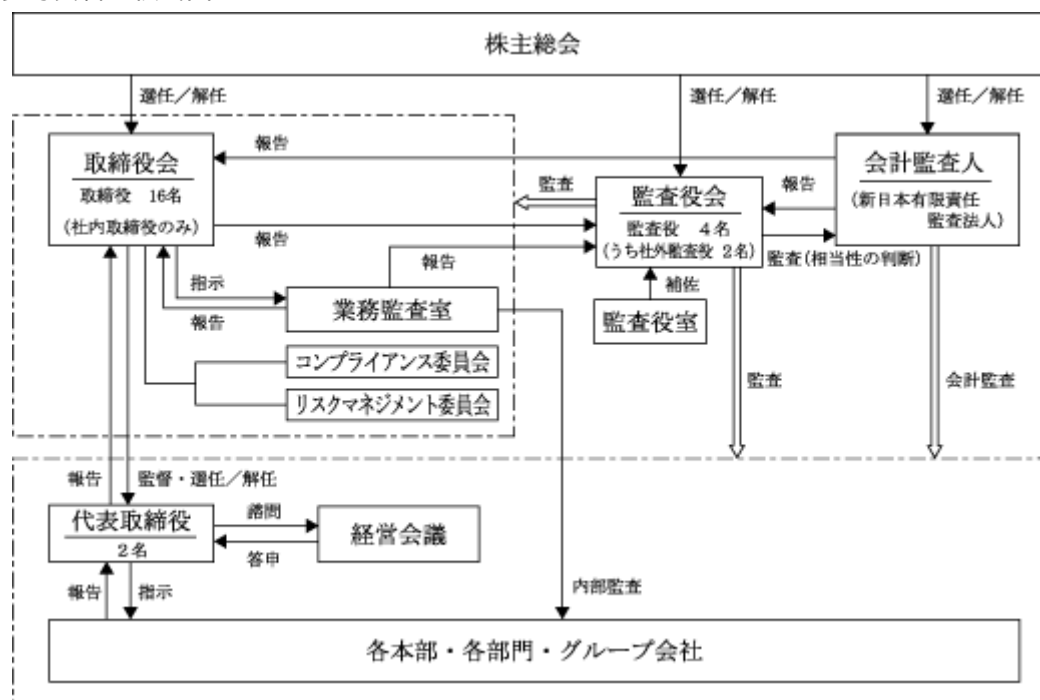 株主総会
選任／解任
選任／解任
選任／解任
取締役会
取締役 16名
(社内取締役のみ)
報告
会計監査人
(新日本有限責任
監査法人)
監査
監査役会
監査役 4名
(うち社外監査役 2名)
報告
報告
監査(相当性の判断)
報告
補佐
指示
報告
業務監査室
監査役室
コンプライアンス委員会
リスクマネジメント委員会
監査
会計監査
報告
監督・選任／解任
代表取締役
2名
諮問
答申
経営会議
報告
指示
内部監査
各本部・各部門・グループ会社